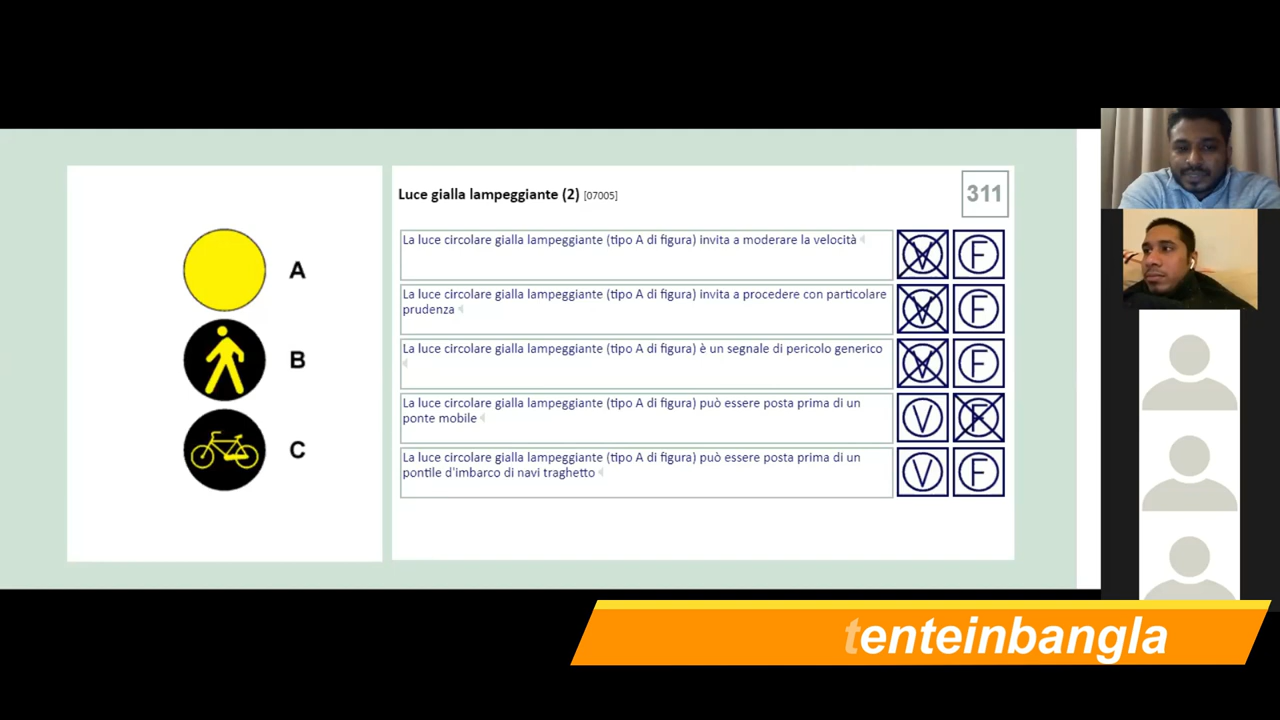 Luce gialla lampeggiante (2) [07005]
311
A
B
C
La luce circolare gialla lampeggiante (tipo A di figura) invita a moderare la velocità
V F
La luce circolare gialla lampeggiante (tipo A di figura) invita a procedere con particolare
prudenza
V F
La luce circolare gialla lampeggiante (tipo A di figura) è un segnale di pericolo generico
V F
La luce circolare gialla lampeggiante (tipo A di figura) può essere posta prima di un
ponte mobile
V F
La luce circolare gialla lampeggiante (tipo A di figura) può essere posta prima di un
pontile d'imbarco di navi traghetto
V F
tenteinbangla